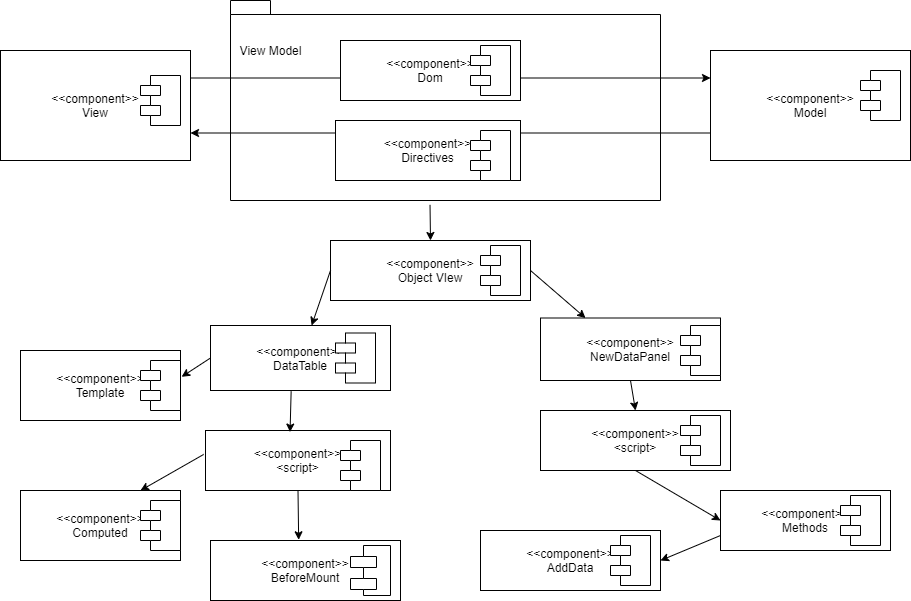 View Model
<<component>>
Dom
<<component>>
View
<<component>>
Model
<<component>>
Directives
<<component>>
Object VIew
<<component>>
DataTable
<<component>>
NewDataPanel
<<component>>
Template
<<component>>
<script>
<<component>>
<script>
<<component>>
Computed
<<component>>
Methods
<<component>>
BeforeMount
<<component>>
AddData